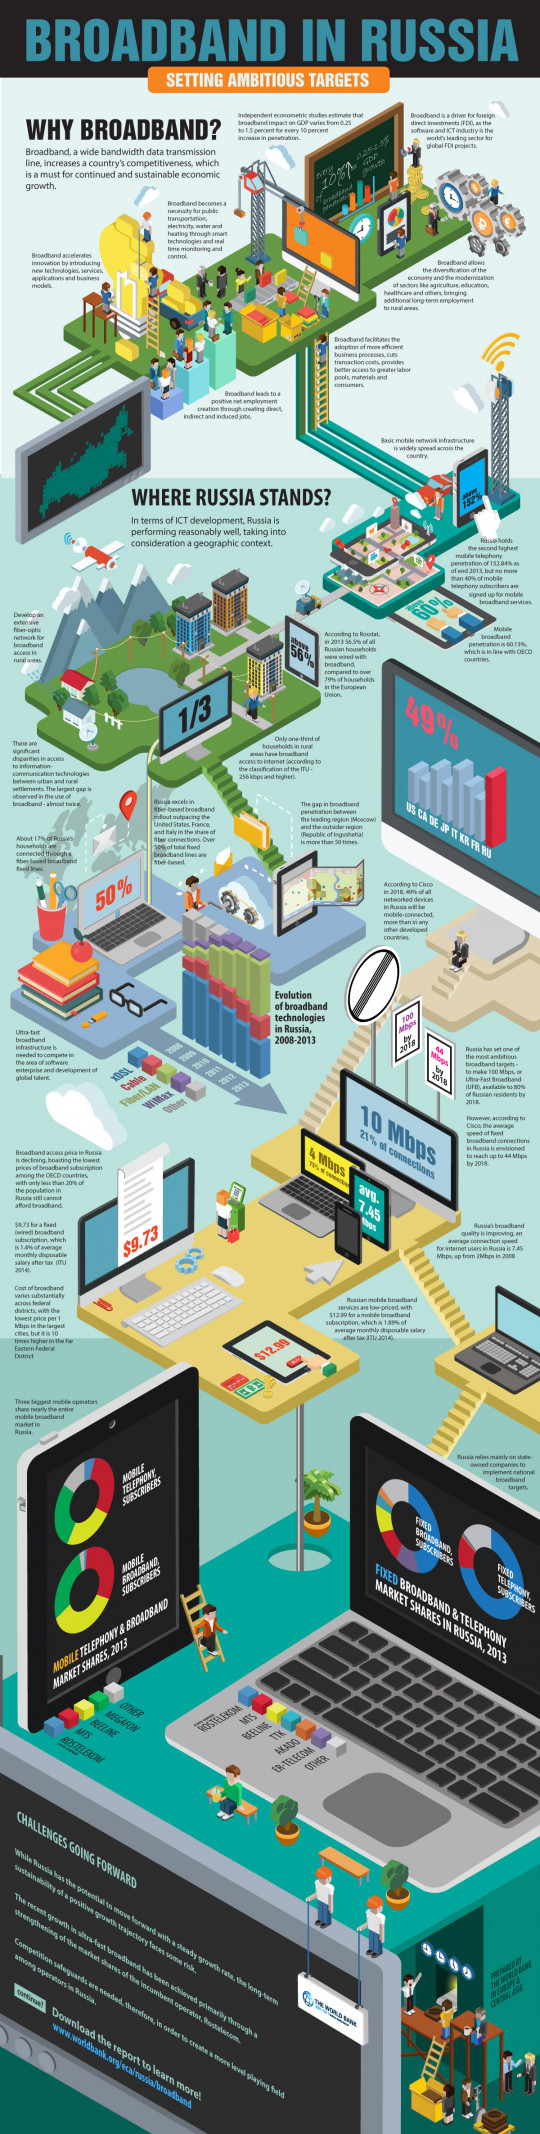 BROADBAND IN RUSSIA
SETTING AMBITIOUS TARGETS
WHY BROADBAND?
Broadband, a wide bandwidth data transmission
line, increases a country's competitiveness, which
is a must for continued and sustainable economic
growth.
Independent econometric studies estimate that
broadband impact on GDP varies from 0.25
to 1.5 percent for every 10 percent
increase in penetration.
Broadband is a driver for foreign
direct investments (FDI), as the
software and ICT industry is the
world's leading sector for
global FDI projects.
every
10%
0.25-1.5%
GDP
growth
of broadband
penetration
Broadband becomes a
necessity for public
transportation,
electricity, water and
heating through smart
technologies and real
time monitoring and
control.
Broadband accelerates
innovation by introducing
new technologies, services,
applications and business
models.
Broadband allows
the diversification of the
economy and the modernization
of sectors like agriculture, education,
healthcare and others, bringing
additional long-term employment
to rural areas.
Broadband facilitates the
adoption of more efficient
business processes, cuts
transaction costs, provides
better access to greater labor
pools, materials and
consumers.
Broadband leads to a
positive net employment
creation through creating direct,
indirect and induced jobs.
Basic mobile network infrastructure
is widely spread across the
country.
WHERE RUSSIA STANDS?
In terms of ICT development, Russia is
performing reasonably well, taking into
consideration a geographic context.
above
152%
Russia holds
the second highest
mobile telephony
penetration of 152.84% as
of end 2013, but no more
than 40% of mobile
telephony subscribers are
signed up for mobile
broadband services.
above
60%
Mobile
broadband
penetration is 60.13%,
which is in line with OECD
countries.
Develop an
extensive
fiber-optic
network for
broadband
access in
rural areas.
above
56%
According to Rosstat,
in 2013 56.5% of all
Russian households
were wired with
broadband,
compared to over
79% of households
in the European
Union.
1/3
Only one-third of
households in rural
areas have broadband
access to internet (according to
the classification of the ITU -
256 kbps and higher).
49%
US CA DE JP IT KR FR RU
There are
significant
disparities in access
to information-
communication technologies
between urban and rural
settlements. The largest gap is
observed in the use of
broadband - almost twice.
Russia excels in
fiber-based broadband
rollout outpacing the
United States, France,
and Italy in the share of
fiber connections. Over
50% of total fixed
broadband lines are
fiber-based.
The gap in broadband
penetration between
the leading region (Moscow)
and the outsider region
(Republic of Ingushetia)
is more than 50 times.
About 17% of Russia's
households are
connected through a
fiber-based broadband
fixed lines.
50%
According to Cisco
in 2018, 49% of all
networked devices
in Russia will be
mobile-connected,
more than in any
other developed
countries.
Evolution
of broadband
technologies
in Russia,
2008-2013
xDSL
Cable
Fiber/LAN
WiMax
Other
2008
2009
2010
2011
2012
2013
Ultra-fast
broadband
infrastructure is
needed to compete in
the area of software
enterprise and development of
global talent.
100
Mbps
by
2018
44
Mbps
by
2018
Russia has set one of
the most ambitious
broadband targets -
to make 100 Mbps, or
Ultra-Fast Broadband
(UFB), available to 80%
of Russian residents by
2018.
However, according to
Cisco, the average
speed of fixed
broadband connections
in Russia is envisioned
to reach up to 44 Mbps
by 2018.
10 Mbps
21% of connections
4 Mbps
avg.
7.45
Mbps
Broadband access price in Russia
is declining, boasting the lowest
prices of broadband subscription
among the OECD countries,
with only less than 20% of
the population in
Russia still cannot
afford broadband.
$9.73 for a fixed
(wired) broadband
subscription, which
is 1.4% of average
monthly disposable
salary after tax (ITU
2014).
$9.73
Russia's broadband
quality is improving, an
average connection speed
for internet users in Russia is 7.45
Mbps, up from 2Mbps in 2008
Cost of broadband
varies substantially
across federal
districts, with the
lowest price per 1
Mbps in the largest
cities, but it is 10
times higher in the Far
Eastern Federal
District
Russian mobile broadband
services are low-priced, with
$12.99 for a mobile broadband
subscription, which is 1.89% of
average monthly disposable salary
after tax (ITU 2014).
$12.99
Three biggest mobile operators
share nearly the entire
mobile broadband
market in
Russia.
Russia relies mainly on state-
owned companies to
implement national
broadband
targets.
MOBILE
TELEPHONY,
SUBSCRIBERS
MOBILE
BROADBAND,
SUBSCRIBERS
MOBILE TELEPHONY & BROADBAND
MARKET SHARES, 2013
OTHER
MEGAFON
BEELINE
MTS
ROSTELEKOM
FIXED
BROADBAND,
SUBSCRIBERS
FIXED
TELEPHONY,
SUBSCRIBERS
FIXED BROADBAND & TELEPHONY
MARKET SHARES IN RUSSIA, 2013
ROSTELEKOM
MTS
BEELINE
TTK
AKADO
ER-TELECOM
OTHER
CHALLENGES GOING FORWARD
While Russia has the potential to move forward with a steady growth rate, the long-term
sustainability of a positive growth trajectory faces some risk.
The recent growth in ultra-fast broadband has been achieved primarily through a
strengthening of the market shares of the incumbent operator, Rostelecom.
Competition safeguards are needed, therefore, in order to create a more level playing field
among operators in Russia.
continue?
Download the report to learn more!
www.worldbank.org/eca/russia/broadband
THE WORLD BANK
PREPARED BY
THE WORLD BANK
IN EUROPE &
CENTRAL ASIA